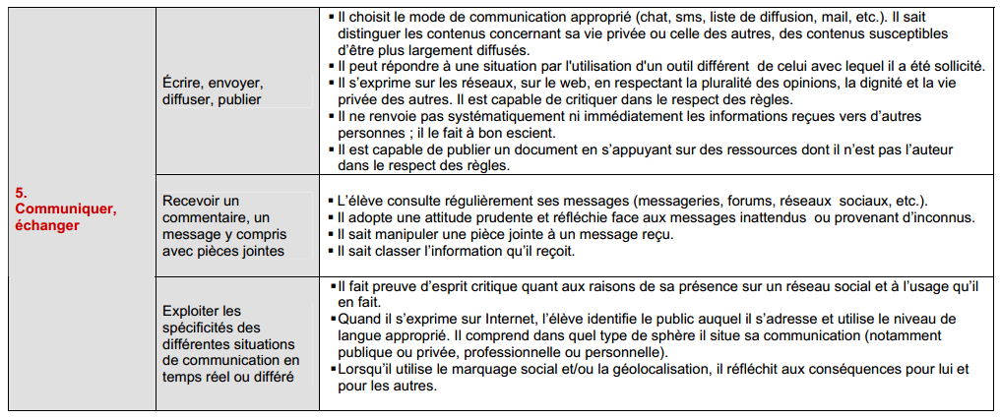 5.
Communiquer,
échanger
Écrire, envoyer,
diffuser, publier
▪ Il choisit le mode de communication approprié (chat, sms, liste de diffusion, mail, etc.). Il sait
distinguer les contenus concernant sa vie privée ou celle des autres, des contenus susceptibles
d’être plus largement diffusés.
▪ Il peut répondre à une situation par l'utilisation d'un outil différent de celui avec lequel il a été sollicité.
▪ Il s’exprime sur les réseaux, sur le web, en respectant la pluralité des opinions, la dignité et la vie
privée des autres. Il est capable de critiquer dans le respect des règles.
▪ Il ne renvoie pas systématiquement ni immédiatement les informations reçues vers d’autres
personnes ; il le fait à bon escient.
▪ Il est capable de publier un document en s’appuyant sur des ressources dont il n’est pas l’auteur
dans le respect des règles.
Recevoir un
commentaire, un
message y compris
avec pièces jointes
▪ L’élève consulte régulièrement ses messages (messageries, forums, réseaux sociaux, etc.).
▪ Il adopte une attitude prudente et réfléchie face aux messages inattendus ou provenant d’inconnus.
▪ Il sait manipuler une pièce jointe à un message reçu.
▪ Il sait classer l’information qu’il reçoit.
Exploiter les
spécificités des
différentes situations
de communication en
temps réel ou différé
▪ Il fait preuve d’esprit critique quant aux raisons de sa présence sur un réseau social et à l’usage qu’il
en fait.
▪ Quand il s’exprime sur Internet, l’élève identifie le public auquel il s’adresse et utilise le niveau de
langue approprié. Il comprend dans quel type de sphère il situe sa communication (notamment
publique ou privée, professionnelle ou personnelle).
▪ Lorsqu’il utilise le marquage social et/ou la géolocalisation, il réfléchit aux conséquences pour lui et
pour les autres.